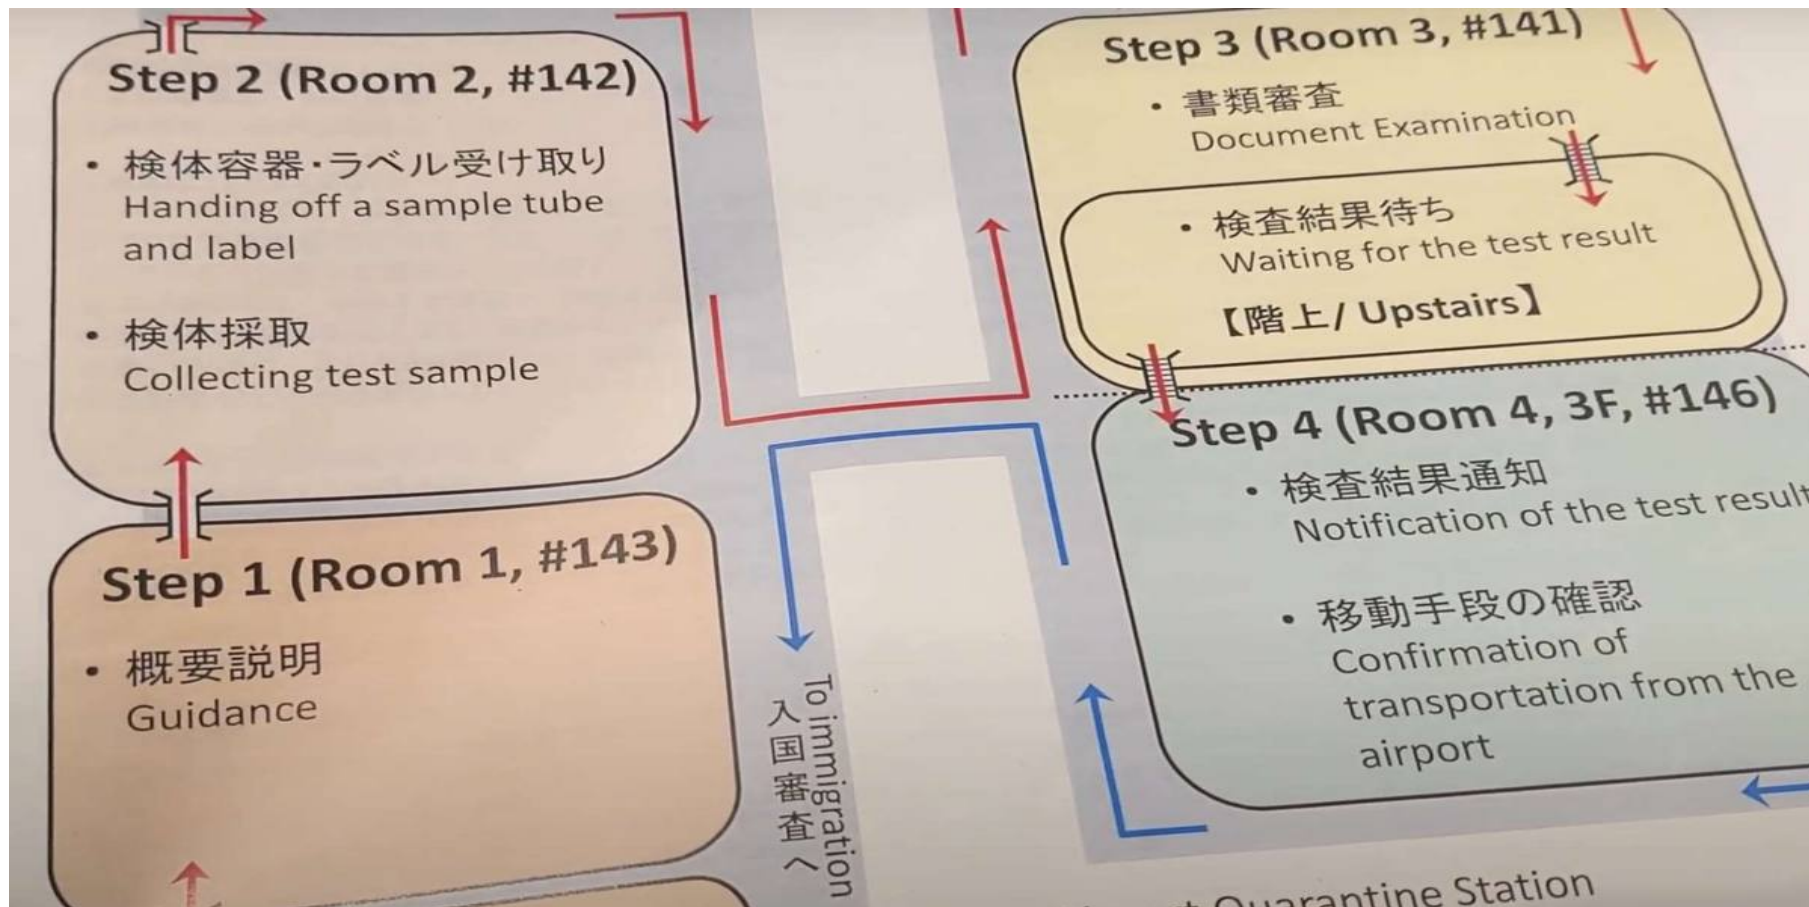 Step 2 (Room 2, #142)
• 検体容器・ラベル受け取り
Handing off a sample tube
and label
• 検体採取
Collecting test sample
Step 1 (Room 1, #143)
• 概要説明
Guidance
To immigration
入国審査へ
Step 3 (Room 3, #141)
• 書類審査
Document Examination
• 検査結果待ち
Waiting for the test result
【階上/ Upstairs】
Step 4 (Room 4, 3F, #146)
• 検査結果通知
Notification of the test result
• 移動手段の確認
Confirmation of
transportation from the
airport
Quarantine Station